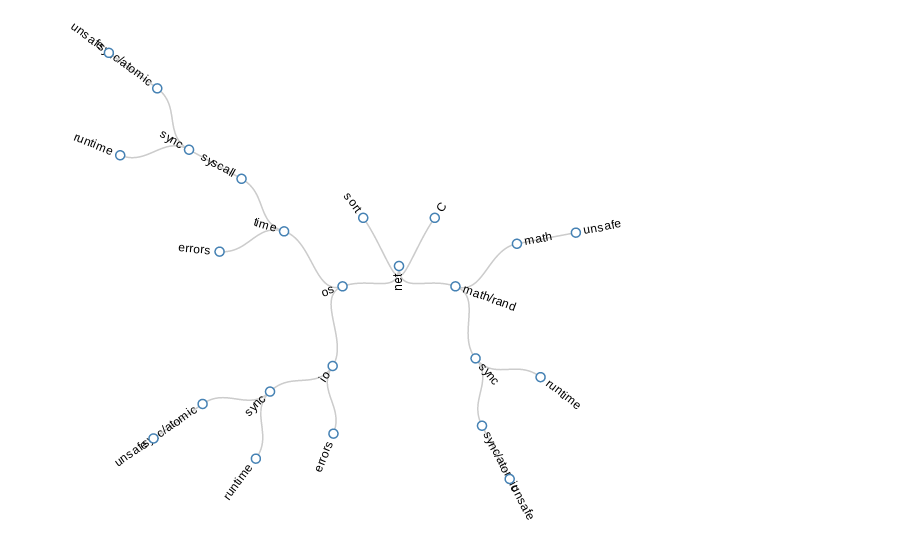 unsafe
sync/atomic
runtime
sync
syscall
time
errors
sort
C
net
os
math
unsafe
math/rand
io
sync
sync/atomic
unsafe
runtime
errors
sync
runtime
sync/atomic
unsafe